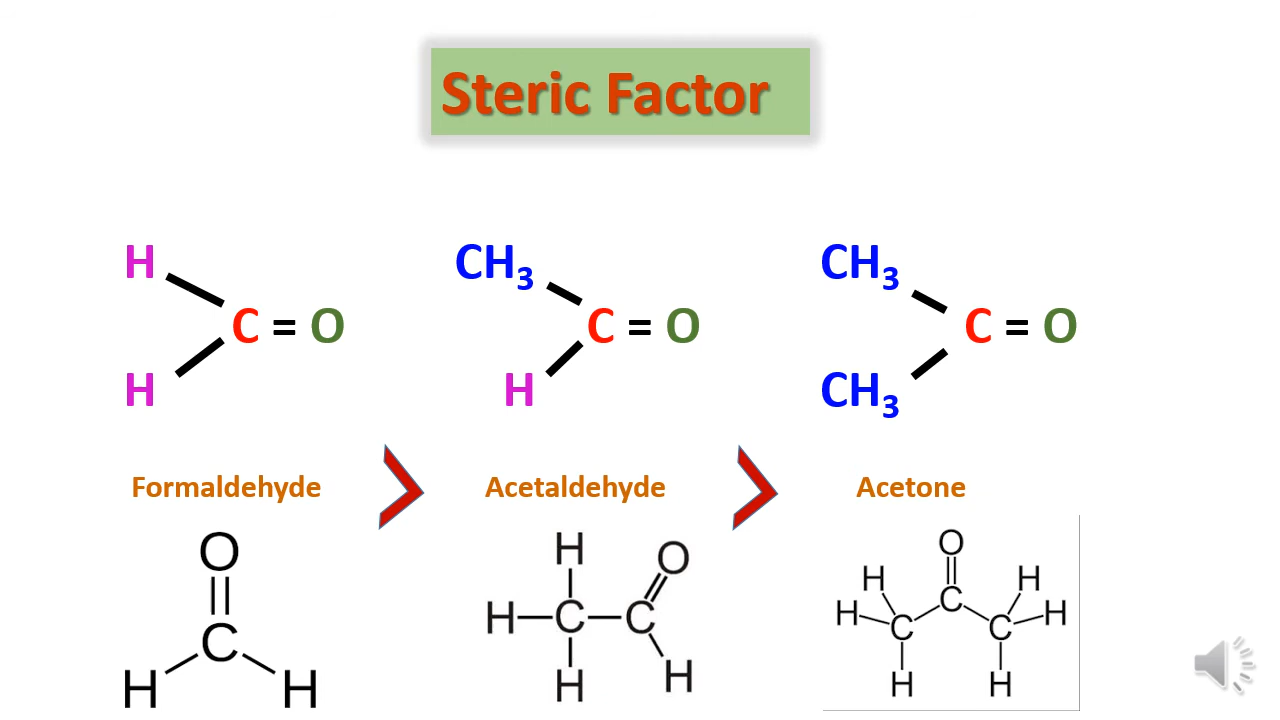 Steric Factor
H CH₃ CH₃
C = O C = O C = O
H H CH₃
Formaldehyde > Acetaldehyde > Acetone
O H O O
H H
H C C H H
C C C
H H H H H H